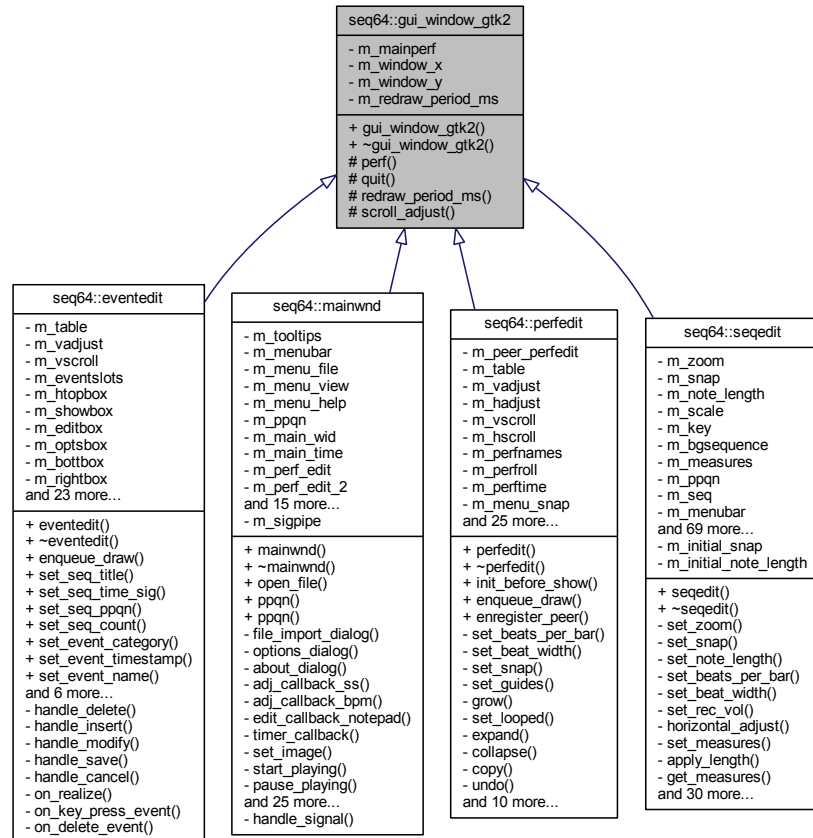 seq64::gui_window_gtk2
- m_mainperf
- m_window_x
- m_window_y
- m_redraw_period_ms
+ gui_window_gtk2()
+ ~gui_window_gtk2()
# perf()
# quit()
# redraw_period_ms()
# scroll_adjust()
seq64::eventedit
- m_table
- m_vadjust
- m_vscroll
- m_eventslots
- m_htopbox
- m_showbox
- m_editbox
- m_optsbox
- m_bottbox
- m_rightbox
and 23 more...
+ eventedit()
+ ~eventedit()
+ enqueue_draw()
+ set_seq_title()
+ set_seq_time_sig()
+ set_seq_ppqn()
+ set_seq_count()
+ set_event_category()
+ set_event_timestamp()
+ set_event_name()
and 6 more...
- handle_delete()
- handle_insert()
- handle_modify()
- handle_save()
- handle_cancel()
- on_realize()
- on_key_press_event()
- on_delete_event()
seq64::mainwnd
- m_tooltips
- m_menubar
- m_menu_file
- m_menu_view
- m_menu_help
- m_ppqn
- m_main_wid
- m_main_time
- m_perf_edit
- m_perf_edit_2
and 15 more...
- m_sigpipe
+ mainwnd()
+ ~mainwnd()
+ open_file()
+ ppqn()
+ ppqn()
- file_import_dialog()
- options_dialog()
- about_dialog()
- adj_callback_ss()
- adj_callback_bpm()
- edit_callback_notepad()
- timer_callback()
- set_image()
- start_playing()
- pause_playing()
and 25 more...
- handle_signal()
seq64::perfedit
- m_peer_perfedit
- m_table
- m_vadjust
- m_hadjust
- m_vscroll
- m_hscroll
- m_perfnames
- m_perfroll
- m_perftime
- m_menu_snap
and 25 more...
+ perfedit()
+ ~perfedit()
+ init_before_show()
+ enqueue_draw()
+ enregister_peer()
- set_beats_per_bar()
- set_beat_width()
- set_snap()
- set_guides()
- grow()
- set_looped()
- expand()
- collapse()
- copy()
- undo()
and 10 more...
seq64::seqedit
- m_zoom
- m_snap
- m_note_length
- m_scale
- m_key
- m_bgsequence
- m_measures
- m_ppqn
- m_seq
- m_menubar
and 69 more...
- m_initial_snap
- m_initial_note_length
+ seqedit()
+ ~seqedit()
- set_zoom()
- set_snap()
- set_note_length()
- set_beats_per_bar()
- set_beat_width()
- set_rec_vol()
- horizontal_adjust()
- set_measures()
- apply_length()
- get_measures()
and 30 more...